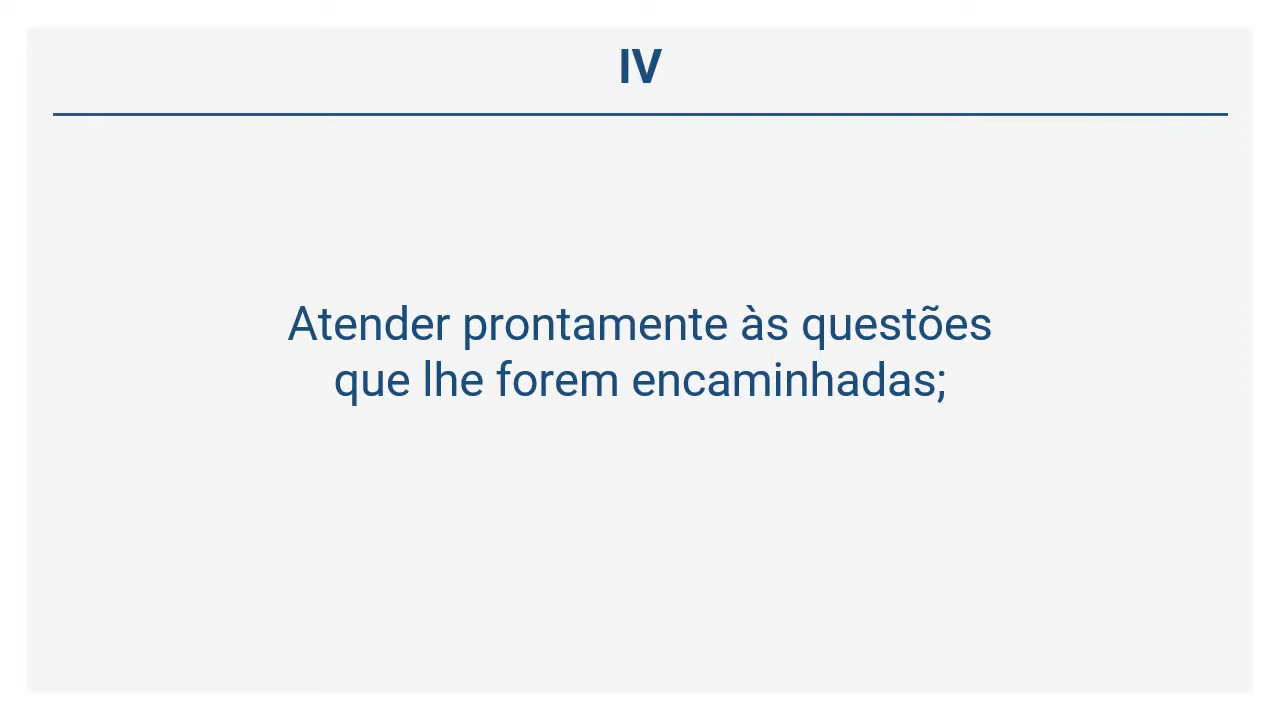 IV
Atender prontamente às questões
que lhe forem encaminhadas;